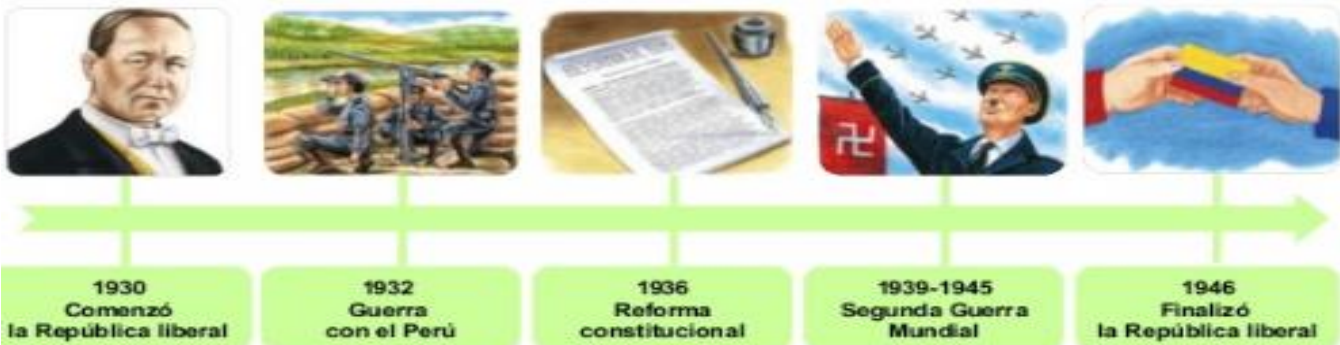 1930
Comenzó
la República liberal
1932
Guerra
con el Perú
1936
Reforma
constitucional
1939-1945
Segunda Guerra
Mundial
1946
Finalizó
la República liberal